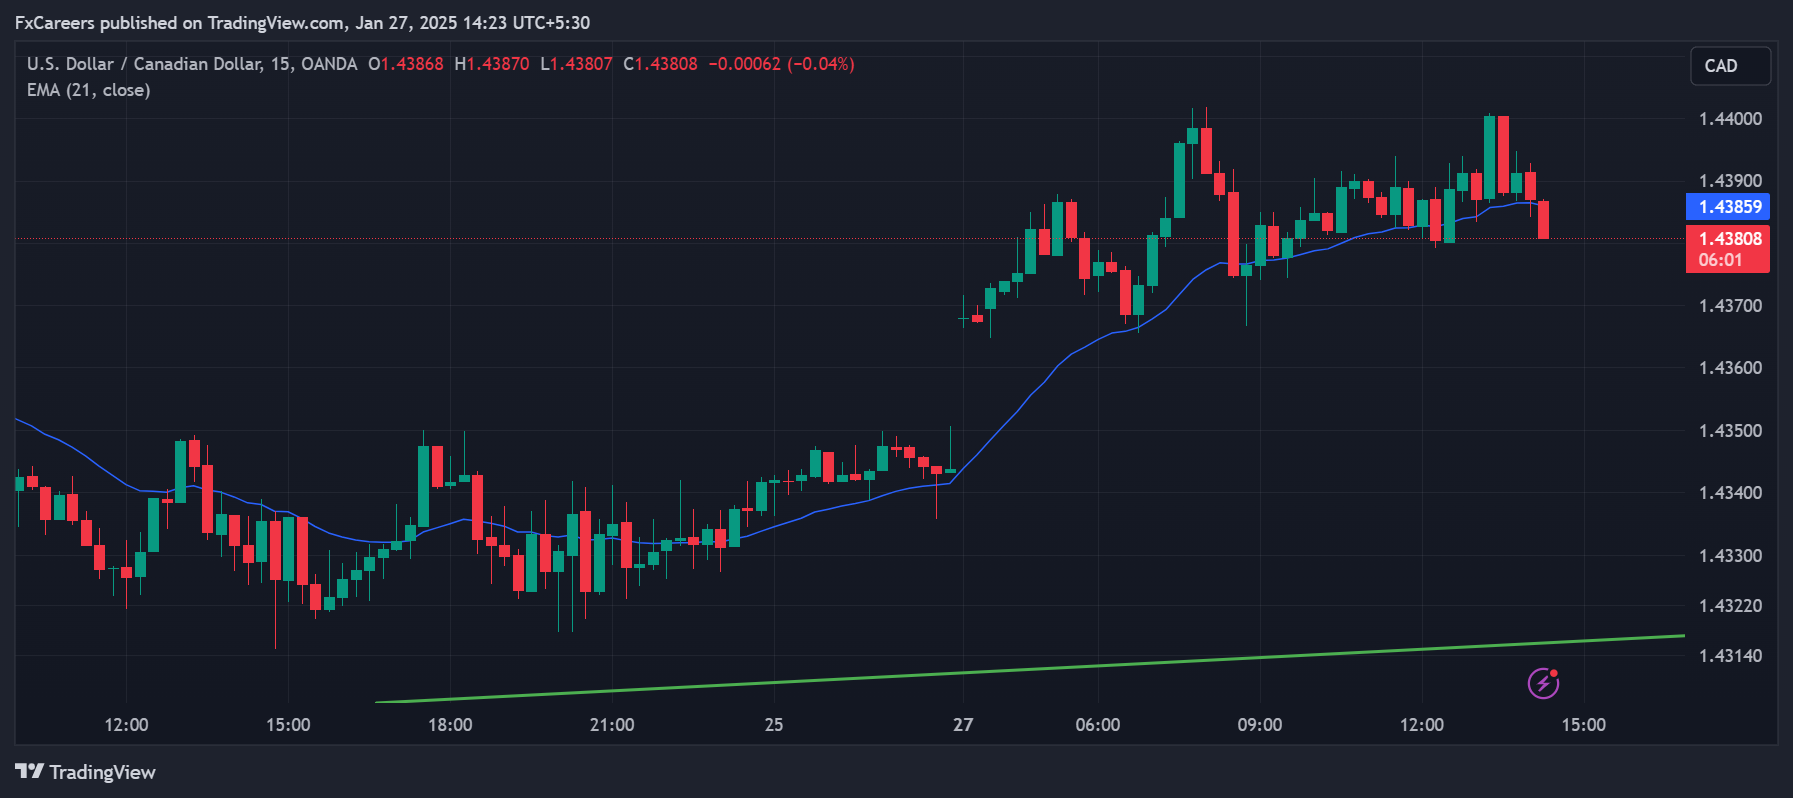 FxCareers published on TradingView.com, Jan 27, 2025 14:23 UTC+5:30
U.S. Dollar / Canadian Dollar, 15, OANDA O1.43868 H1.43870 L1.43807 C1.43808 −0.00062 (−0.04%)
CAD
EMA (21, close)
1.44000
1.43900
1.43859
1.43808
06:01
1.43700
1.43600
1.43500
1.43400
1.43300
1.43220
1.43140
12:00 15:00 18:00 21:00 25 27 06:00 09:00 12:00 15:00
TradingView